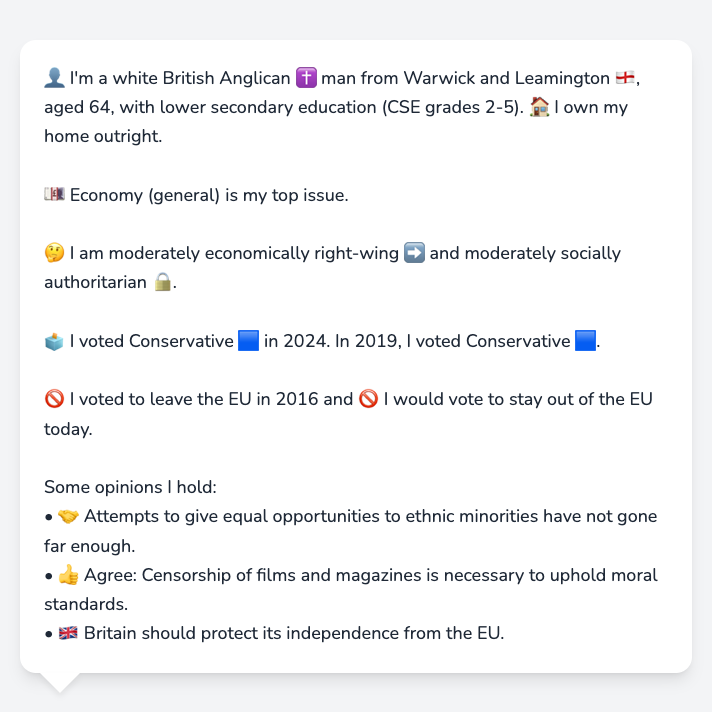 👤 I'm a white British Anglican ✝️ man from Warwick and Leamington 🏴󠁧󠁢󠁥󠁮󠁧󠁿,
aged 64, with lower secondary education (CSE grades 2-5). 🏠 I own my
home outright.
💷 Economy (general) is my top issue.
🤔 I am moderately economically right-wing ➡️ and moderately socially
authoritarian 🔒.
🗳️ I voted Conservative 🟦 in 2024. In 2019, I voted Conservative 🟦.
🚫 I voted to leave the EU in 2016 and 🚫 I would vote to stay out of the EU
today.
Some opinions I hold:
• 🤝 Attempts to give equal opportunities to ethnic minorities have not gone
far enough.
• 👍 Agree: Censorship of films and magazines is necessary to uphold moral
standards.
• 🇬🇧 Britain should protect its independence from the EU.